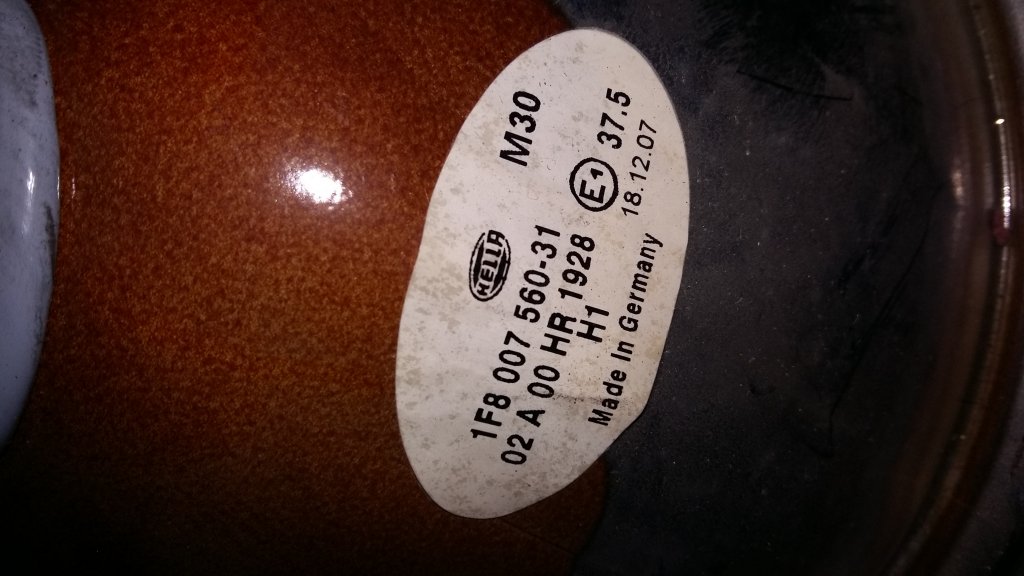 M30
HELLA
1F8 007 560-31
02 A 00 HR 1928 E1 37.5
H1 18.12.07
Made In Germany